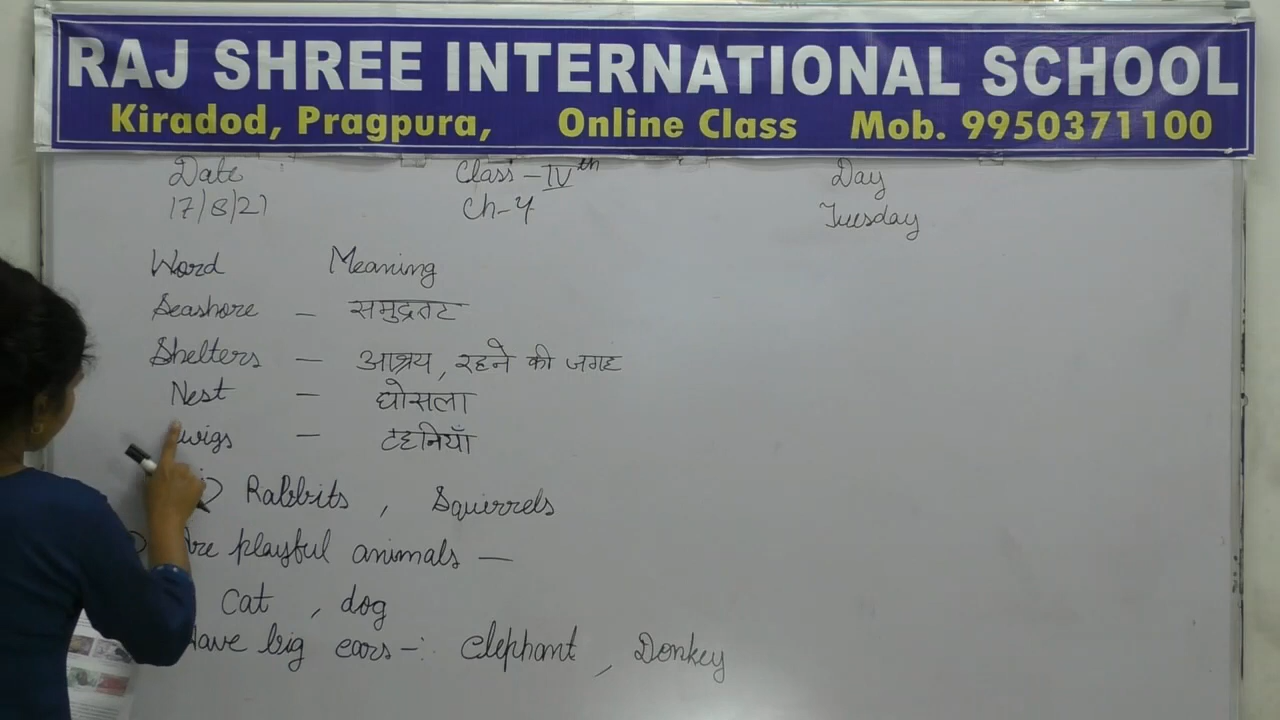 RAJ SHREE INTERNATIONAL SCHOOL
Kiradod, Pragpura, Online Class Mob. 9950371100
Date : Class - IVth Day
17/8/21 Ch-4 Tuesday
Word Meaning
Seashore - समुद्रतट
Shelters - आश्रय, रहने की जगह
Nest - घोसला
wigs - टहनियाँ
Rabbits, Squirrels
Are playful animals -
Cat, dog
Have big ears -: Elephant, Donkey